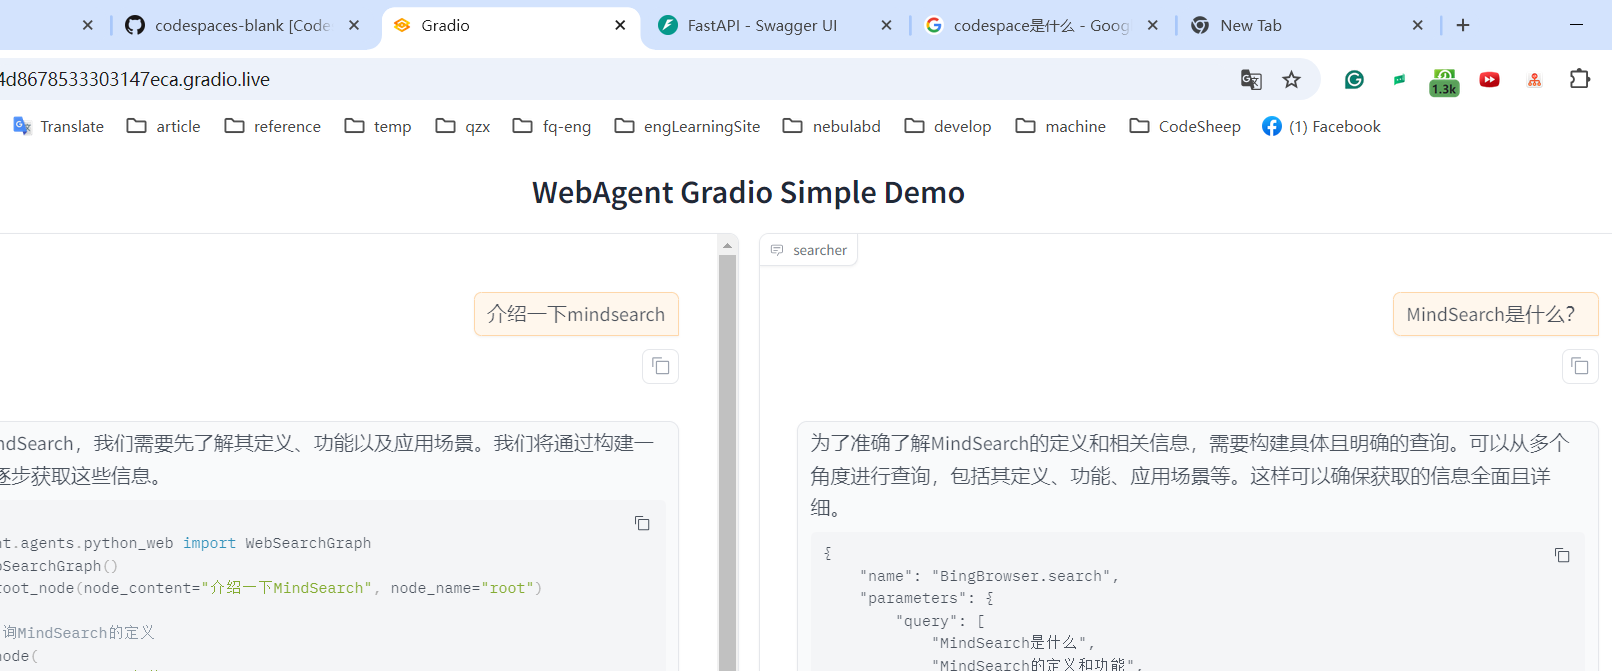 codespaces-blank [Code
Gradio
FastAPI - Swagger UI
codespace是什么 - Goog
New Tab
4d8678533303147eca.gradio.live
1.3k
Translate
article
reference
temp
qzx
fq-eng
engLearningSite
nebulabd
develop
machine
CodeSheep
(1) Facebook
WebAgent Gradio Simple Demo
介绍一下mindsearch
ndSearch，我们需要先了解其定义、功能以及应用场景。我们将通过构建一
逐步获取这些信息。
nt.agents.python_web import WebSearchGraph
bSearchGraph()
root_node(node_content="介绍一下MindSearch", node_name="root")
询MindSearch的定义
node(
searcher
MindSearch是什么?
为了准确了解MindSearch的定义和相关信息，需要构建具体且明确的查询。可以从多个
角度进行查询，包括其定义、功能、应用场景等。这样可以确保获取的信息全面且详
细。
{
"name": "BingBrowser.search",
"parameters": {
"query": [
"MindSearch是什么",
"MindSearch的定义和功能",